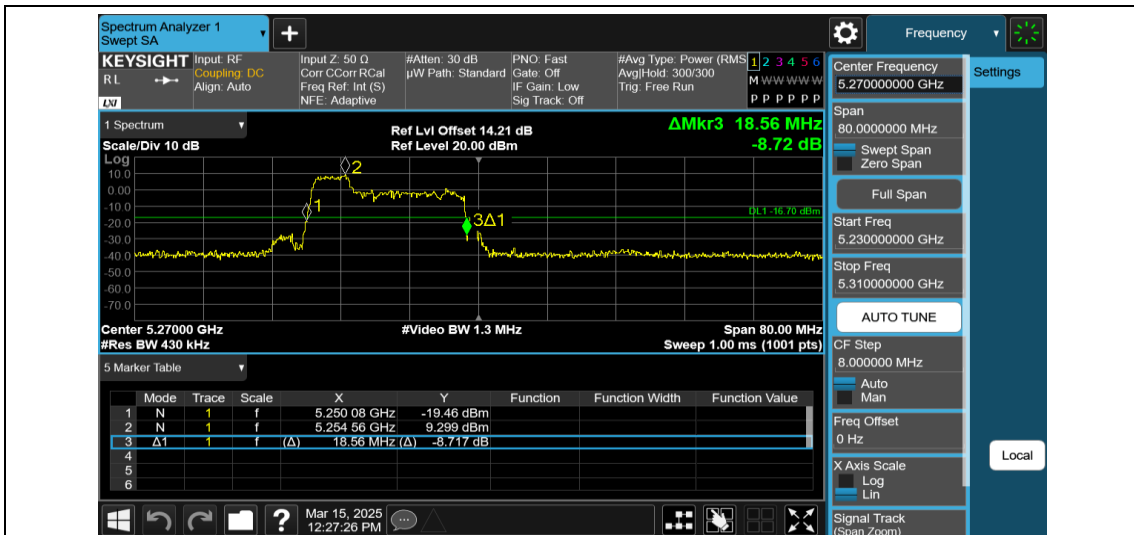 Spectrum Analyzer 1
Swept SA
Frequency
KEYSIGHT
R L
LXI
Input: RF
Coupling: DC
Align: Auto
Input Z: 50 Ω
Corr CCorr RCal
Freq Ref: Int (S)
NFE: Adaptive
#Atten: 30 dB
µW Path: Standard
PNO: Fast
Gate: Off
IF Gain: Low
Sig Track: Off
#Avg Type: Power (RMS
Avg|Hold: 300/300
Trig: Free Run
1 2 3 4 5 6
M W W W W W
P P P P P P
1 Spectrum
Scale/Div 10 dB
Ref Lvl Offset 14.21 dB
Ref Level 20.00 dBm
ΔMkr3 18.56 MHz
-8.72 dB
Log
10.0
0.00
-10.0
-20.0
-30.0
-40.0
-50.0
-60.0
-70.0
1
2
3Δ1
DL1 -16.70 dBm
Center 5.27000 GHz
#Res BW 430 kHz
#Video BW 1.3 MHz
Span 80.00 MHz
Sweep 1.00 ms (1001 pts)
5 Marker Table
Mode Trace Scale X Y Function Function Width Function Value
1 N 1 f 5.250 08 GHz -19.46 dBm
2 N 1 f 5.254 56 GHz 9.299 dBm
3 Δ1 1 f (Δ) 18.56 MHz (Δ) -8.717 dB
4
5
6
?
Mar 15, 2025
12:27:26 PM
Center Frequency
5.270000000 GHz
Span
80.0000000 MHz
Swept Span
Zero Span
Full Span
Start Freq
5.230000000 GHz
Stop Freq
5.310000000 GHz
AUTO TUNE
CF Step
8.000000 MHz
Auto
Man
Freq Offset
0 Hz
X Axis Scale
Log
Lin
Signal Track
(Span Zoom)
Settings
Local